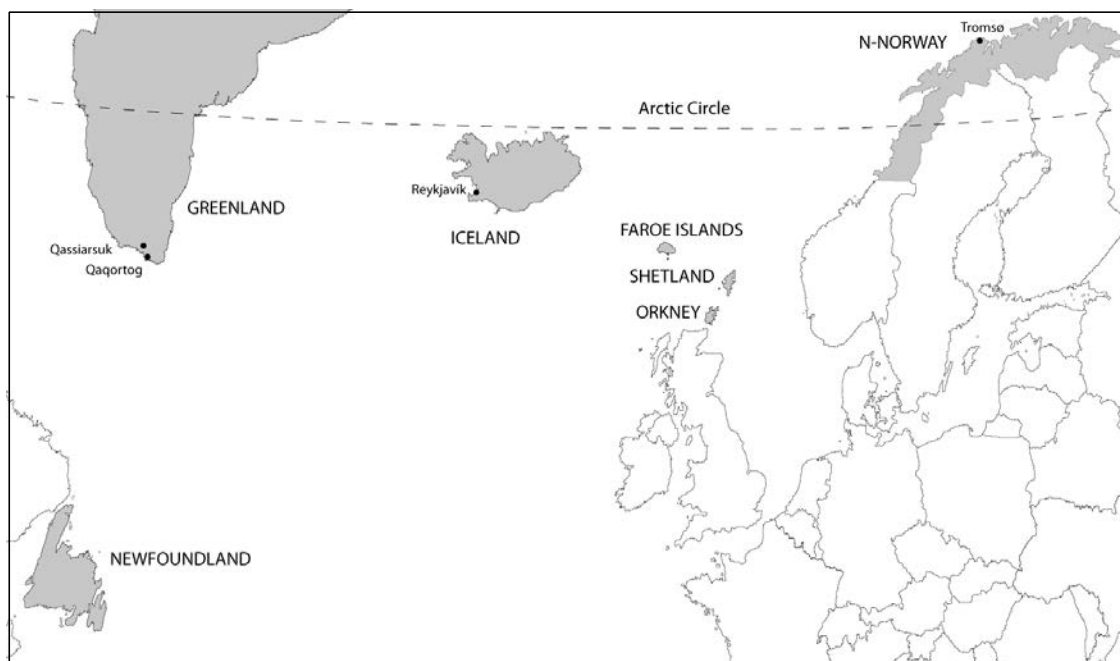 Tromsø
N-NORWAY
Arctic Circle
Reykjavík
GREENLAND
ICELAND
FAROE ISLANDS
Qassiarsuk
Qaqortog
SHETLAND
ORKNEY
NEWFOUNDLAND